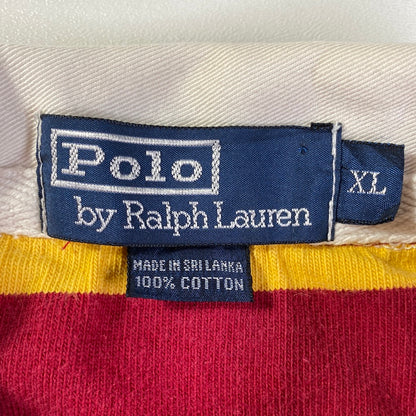 Polo
by Ralph Lauren
XL
MADE IN SRI LANKA
100% COTTON